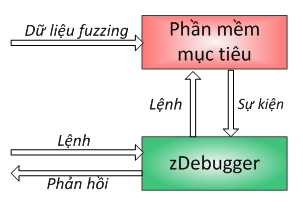 Dữ liệu fuzzing
Phần mềm
mục tiêu
Lệnh
Sự kiện
Lệnh
Phản hồi
zDebugger